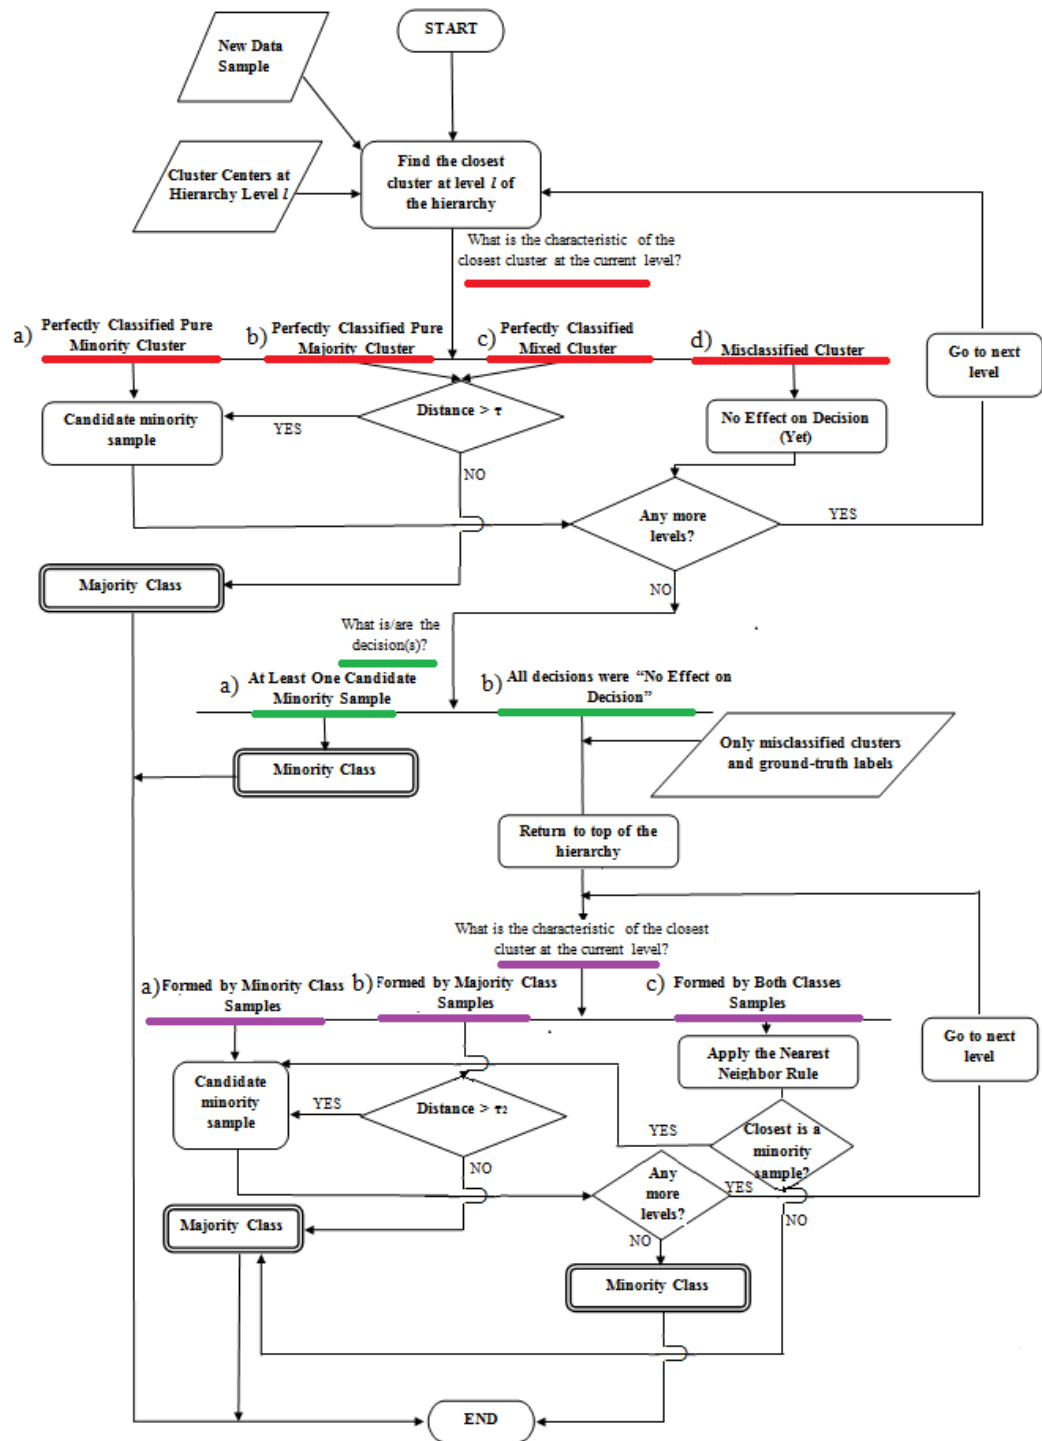 START
New Data
Sample
Find the closest
cluster at level l of
the hierarchy
Cluster Centers at
Hierarchy Level l
What is the characteristic of the
closest cluster at the current level?
a) Perfectly Classified Pure
Minority Cluster
b) Perfectly Classified Pure
Majority Cluster
c) Perfectly Classified
Mixed Cluster
d) Misclassified Cluster
Go to next
level
Candidate minority
sample
YES
Distance > τ
NO
No Effect on Decision
(Yet)
Any more
levels?
YES
NO
Majority Class
What is/are the
decision(s)?
a) At Least One Candidate
Minority Sample
b) All decisions were “No Effect on
Decision”
Minority Class
Only misclassified clusters
and ground-truth labels
Return to top of the
hierarchy
What is the characteristic of the closest
cluster at the current level?
a) Formed by Minority Class
Samples
b) Formed by Majority Class
Samples
c) Formed by Both Classes
Samples
Go to next
level
Apply the Nearest
Neighbor Rule
Candidate
minority
sample
YES
Distance > τ2
NO
YES
Closest is a
minority
sample?
NO
Any
more
levels?
YES
NO
Majority Class
Minority Class
END